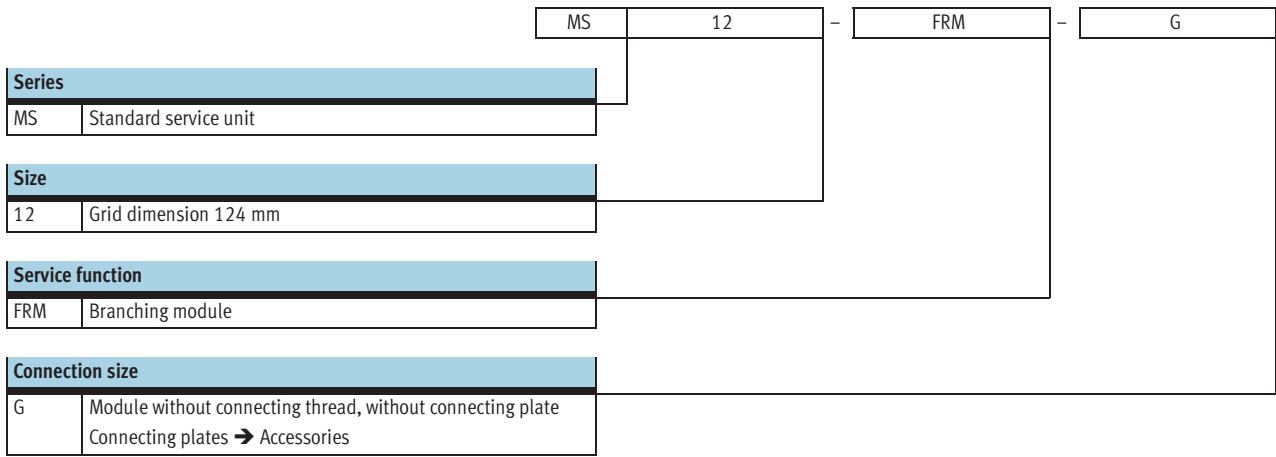 MS 12 – FRM – G
Series
MS Standard service unit
Size
12 Grid dimension 124 mm
Service function
FRM Branching module
Connection size
G Module without connecting thread, without connecting plate
Connecting plates ➔ Accessories